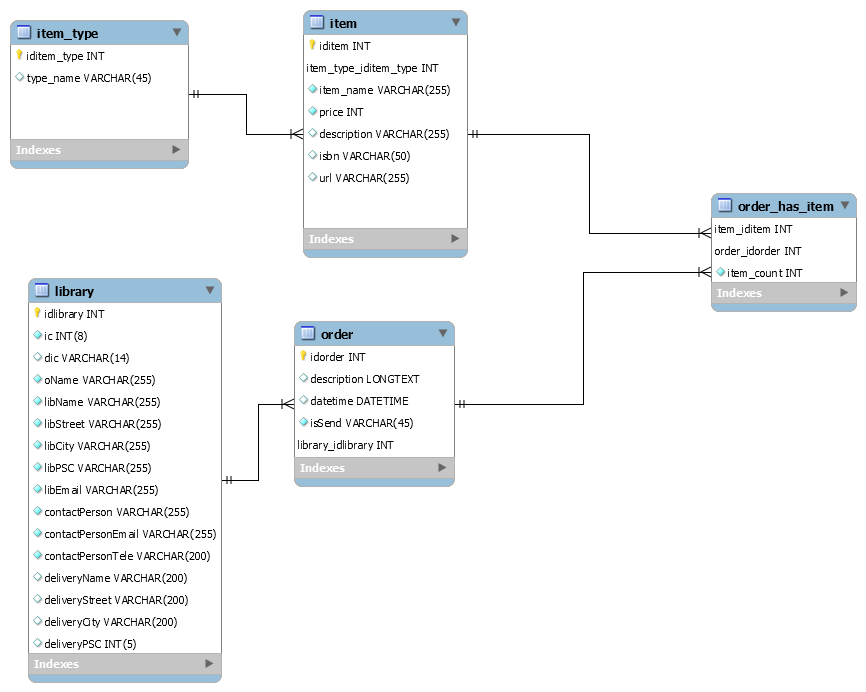 item_type
iditem_type INT
type_name VARCHAR(45)
Indexes
item
iditem INT
item_type_iditem_type INT
item_name VARCHAR(255)
price INT
description VARCHAR(255)
isbn VARCHAR(50)
url VARCHAR(255)
Indexes
order_has_item
item_iditem INT
order_idorder INT
item_count INT
Indexes
library
idlibrary INT
ic INT(8)
dic VARCHAR(14)
oName VARCHAR(255)
libName VARCHAR(255)
libStreet VARCHAR(255)
libCity VARCHAR(255)
libPSC VARCHAR(255)
libEmail VARCHAR(255)
contactPerson VARCHAR(255)
contactPersonEmail VARCHAR(255)
contactPersonTele VARCHAR(200)
deliveryName VARCHAR(200)
deliveryStreet VARCHAR(200)
deliveryCity VARCHAR(200)
deliveryPSC INT(5)
Indexes
order
idorder INT
description LONGTEXT
datetime DATETIME
isSend VARCHAR(45)
library_idlibrary INT
Indexes